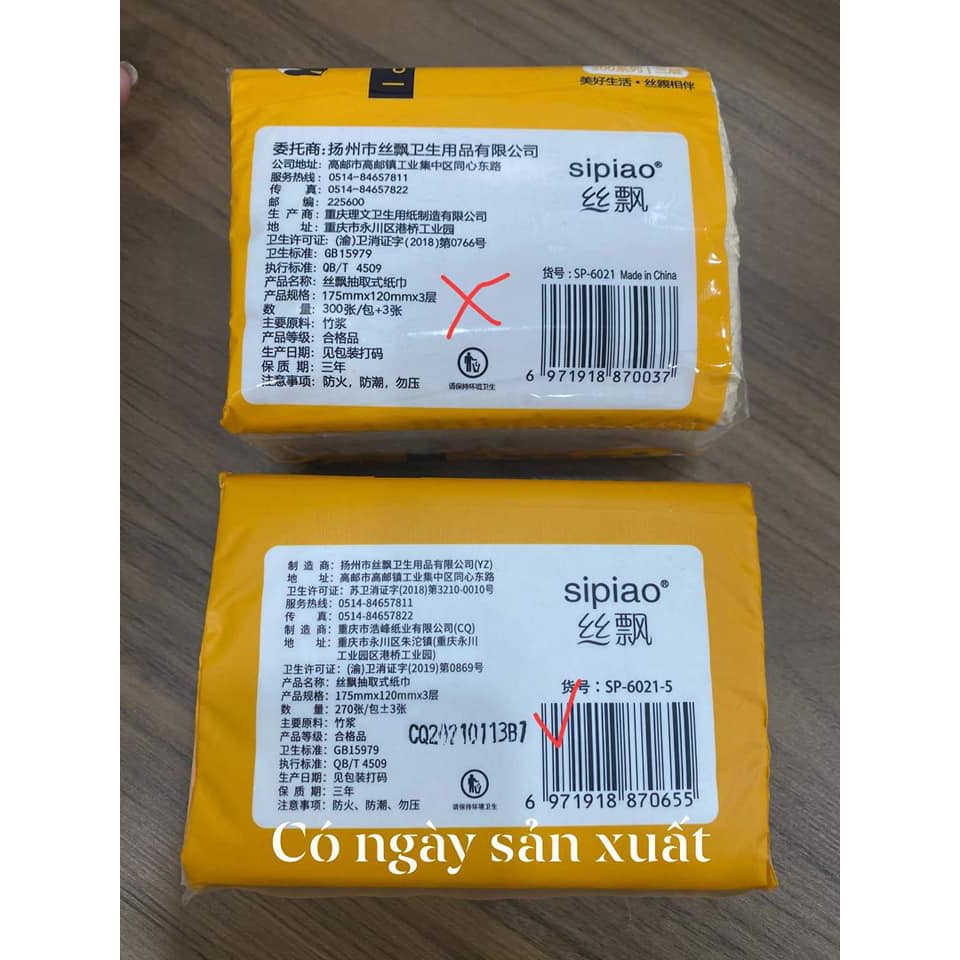 美好生活·丝飘相伴
委托商：扬州市丝飘卫生用品有限公司
公司地址：高邮市高邮镇工业集中区同心东路
服务热线：0514-84657811
传 真：0514-84657822
邮 编：225600
生 产 商：重庆理文卫生用纸制造有限公司
地 址：重庆市永川区港桥工业园
卫生许可证：(渝)卫消证字(2018)第0766号
卫生标准：GB15979
执行标准：QB/T 4509
产品名称：丝飘抽取式纸巾
产品规格：175mmx120mmx3层
数 量：300张/包±3张
主要原料：竹浆
产品等级：合格品
生产日期：见包装打码
保 质 期：三年
注意事项：防火，防潮，勿压
sipiao®
丝飘
货号：SP-6021 Made in China
6 971918 870037
请保持环境卫生
制 造 商：扬州市丝飘卫生用品有限公司(YZ)
地 址：高邮市高邮镇工业集中区同心东路
卫生许可证：苏卫消证字(2018)第3210-0010号
服务热线：0514-84657811
传 真：0514-84657822
制 造 商：重庆市浩峰纸业有限公司(CQ)
地 址：重庆市永川区朱沱镇(重庆永川
工业园区港桥工业园)
卫生许可证：(渝)卫消证字(2019)第0869号
产品名称：丝飘抽取式纸巾
产品规格：175mmx120mmx3层
数 量：270张/包±3张
主要原料：竹浆
产品等级：合格品
卫生标准：GB15979
执行标准：QB/T 4509
生产日期：见包装打码
保 质 期：三年
注意事项：防火、防潮、勿压
CQ20210113B1
sipiao®
丝飘
货号：SP-6021-5
6 971918 870655
请保持环境卫生
Có ngày sản xuất